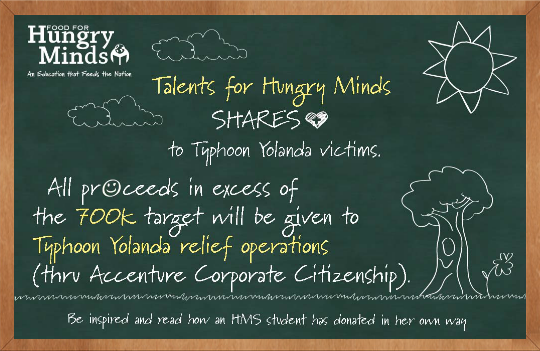 FOOD FOR
Hungry
Minds
An Education that Feeds the Nation
Talents for Hungry Minds
SHARES
to Typhoon Yolanda victims.
All proceeds in excess of
the 700k target will be given to
Typhoon Yolanda relief operations
(thru Accenture Corporate Citizenship).
Be inspired and read how an HMS student has donated in her own way